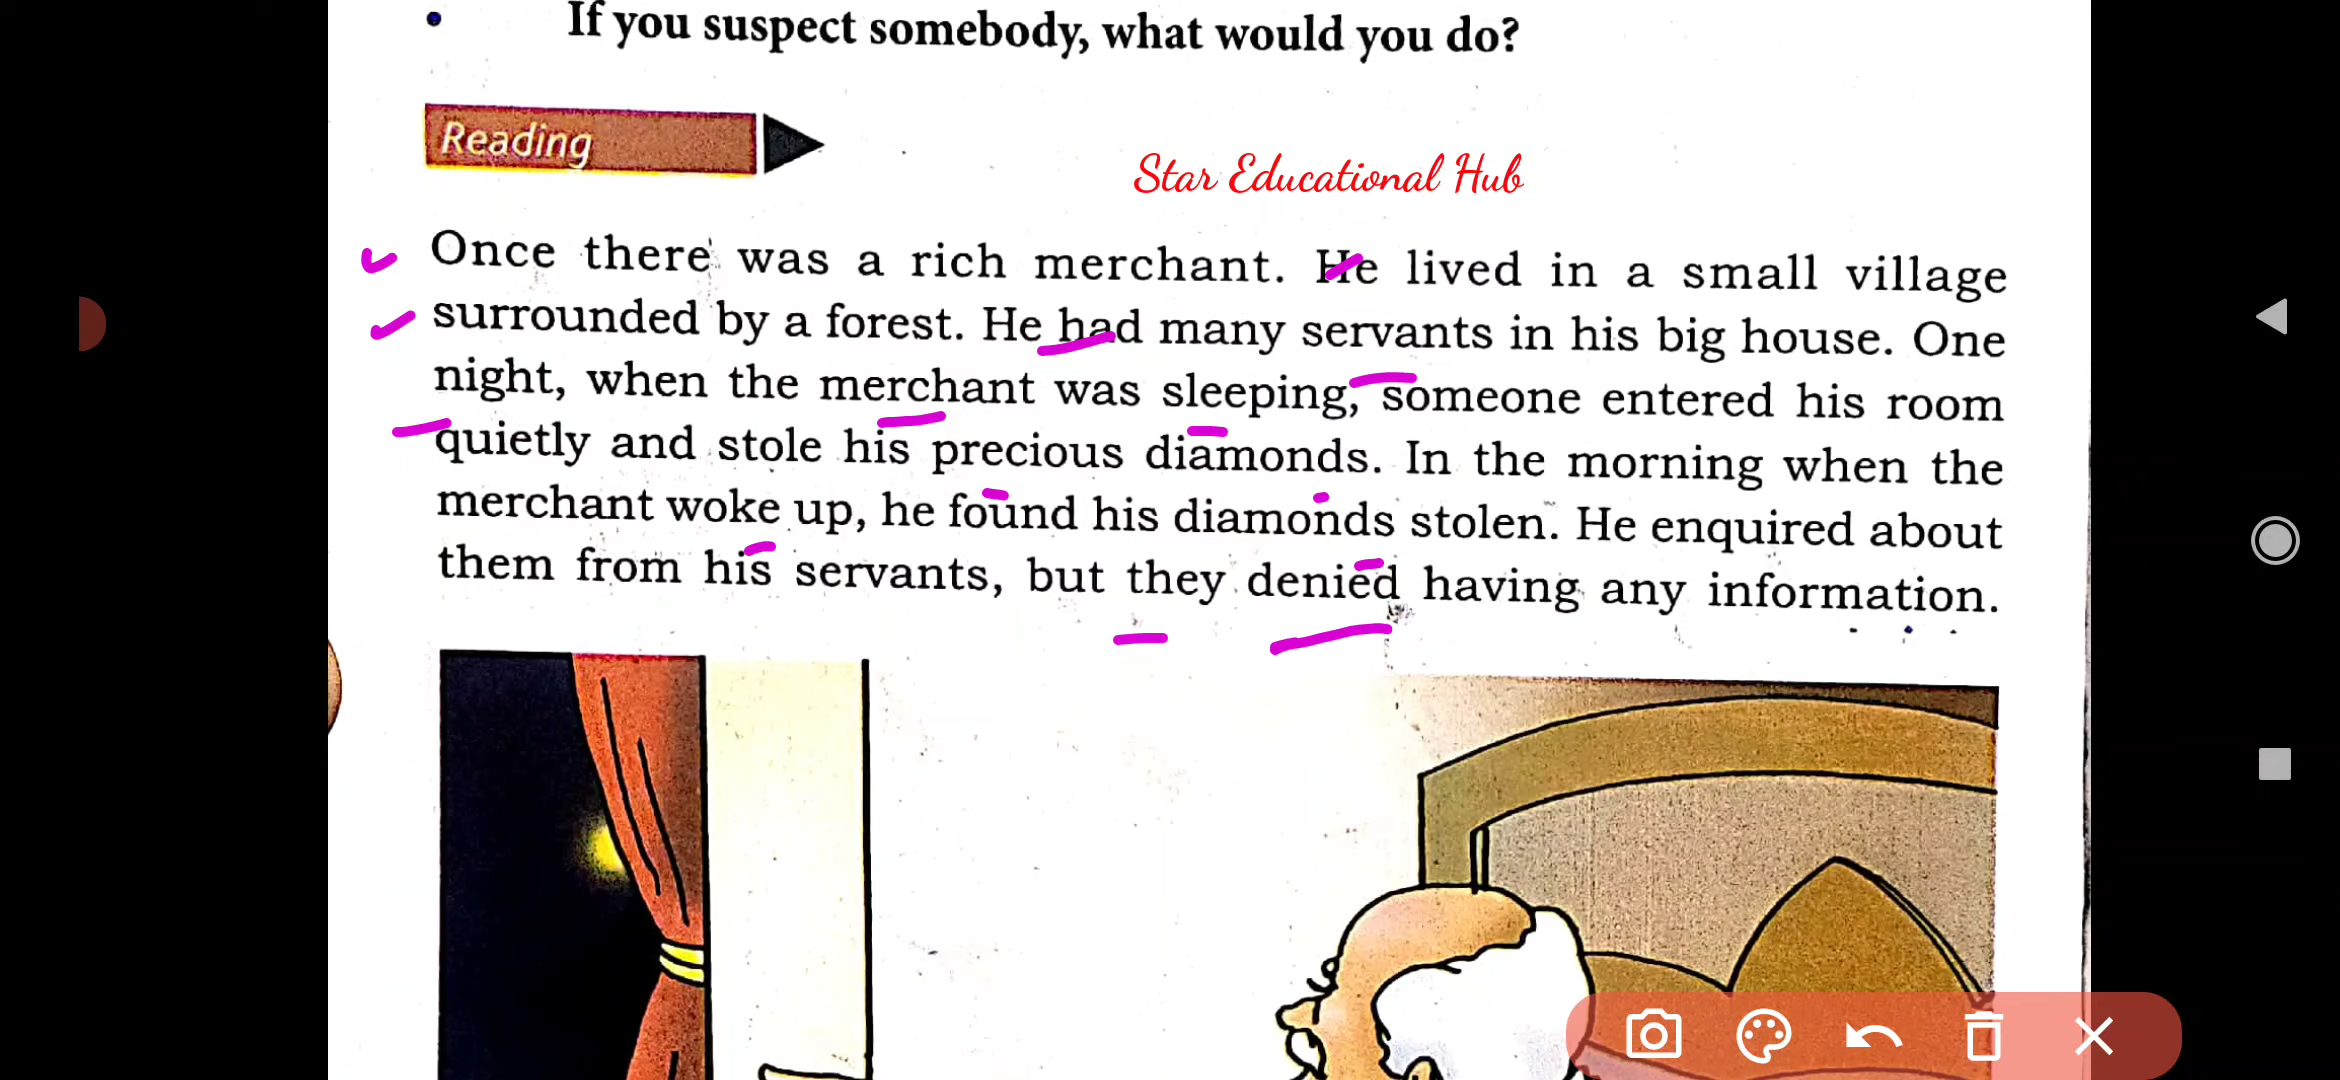 • If you suspect somebody, what would you do?
Reading
Star Educational Hub
Once there was a rich merchant. He lived in a small village
surrounded by a forest. He had many servants in his big house. One
night, when the merchant was sleeping, someone entered his room
quietly and stole his precious diamonds. In the morning when the
merchant woke up, he found his diamonds stolen. He enquired about
them from his servants, but they denied having any information.